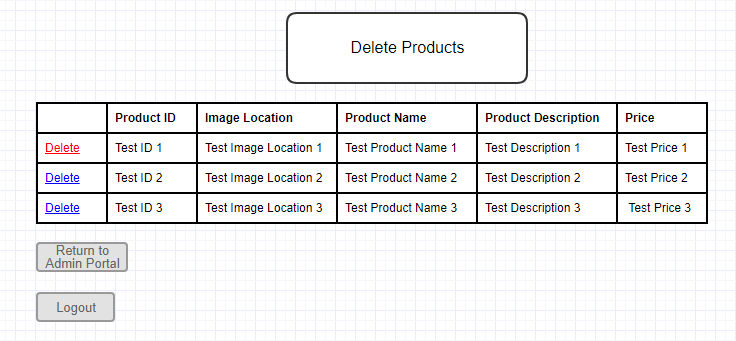 Delete Products
Product ID Image Location Product Name Product Description Price
Delete Test ID 1 Test Image Location 1 Test Product Name 1 Test Description 1 Test Price 1
Delete Test ID 2 Test Image Location 2 Test Product Name 2 Test Description 2 Test Price 2
Delete Test ID 3 Test Image Location 3 Test Product Name 3 Test Description 3 Test Price 3
Return to
Admin Portal
Logout